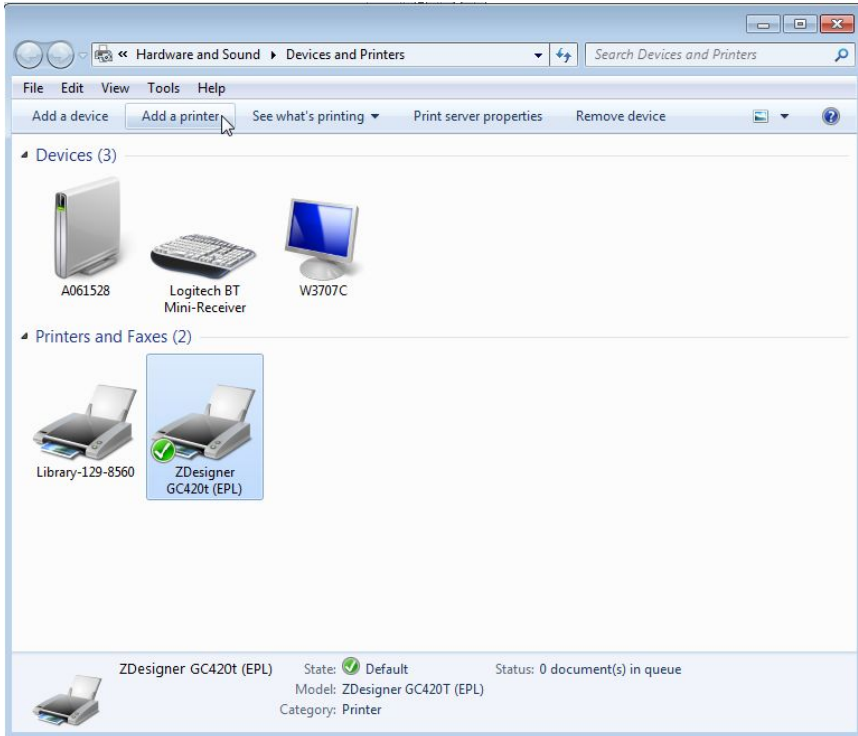 « Hardware and Sound ▸ Devices and Printers
Search Devices and Printers
File Edit View Tools Help
Add a device Add a printer See what's printing Print server properties Remove device
Devices (3)
A061528
Logitech BT
Mini-Receiver
W3707C
Printers and Faxes (2)
Library-129-8560
ZDesigner
GC420t (EPL)
ZDesigner GC420t (EPL) State: Default Status: 0 document(s) in queue
Model: ZDesigner GC420T (EPL)
Category: Printer